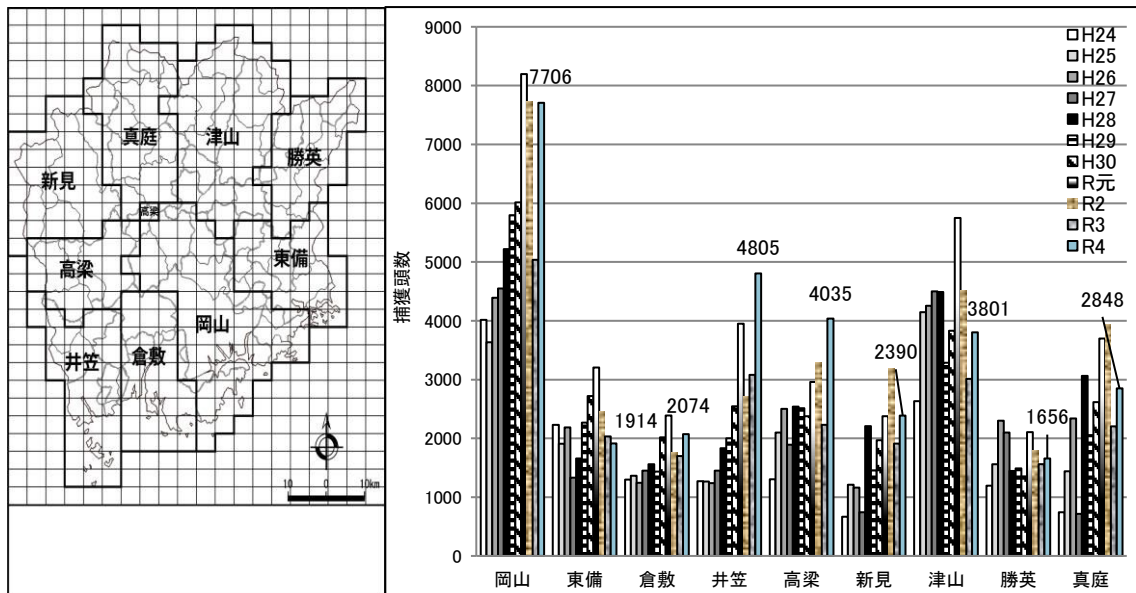 真庭
津山
勝英
新見
高梁
東備
高梁
岡山
倉敷
井笠
10
0
10km
捕獲頭数
9000
8000
7000
6000
5000
4000
3000
2000
1000
0
7706
1914
2074
4805
4035
2390
3801
1656
2848
H24
H25
H26
H27
H28
H29
H30
R元
R2
R3
R4
岡山 東備 倉敷 井笠 高梁 新見 津山 勝英 真庭